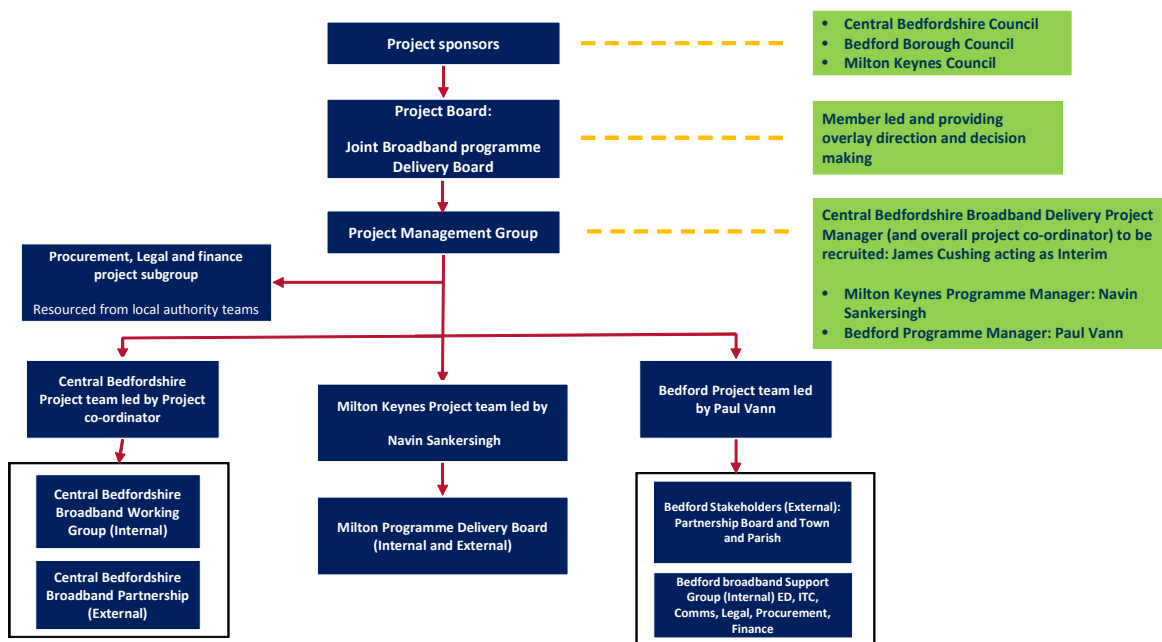 Project sponsors
• Central Bedfordshire Council
• Bedford Borough Council
• Milton Keynes Council
Project Board:
Joint Broadband programme
Delivery Board
Member led and providing
overlay direction and decision
making
Project Management Group
Central Bedfordshire Broadband Delivery Project
Manager (and overall project co-ordinator) to be
recruited: James Cushing acting as Interim
• Milton Keynes Programme Manager: Navin
Sankersingh
• Bedford Programme Manager: Paul Vann
Procurement, Legal and finance
project subgroup
Resourced from local authority teams
Central Bedfordshire
Project team led by Project
co-ordinator
Milton Keynes Project team led by
Navin Sankersingh
Bedford Project team led
by Paul Vann
Central Bedfordshire
Broadband Working
Group (Internal)
Central Bedfordshire
Broadband Partnership
(External)
Milton Programme Delivery Board
(Internal and External)
Bedford Stakeholders (External):
Partnership Board and Town
and Parish
Bedford broadband Support
Group (Internal) ED, ITC,
Comms, Legal, Procurement,
Finance